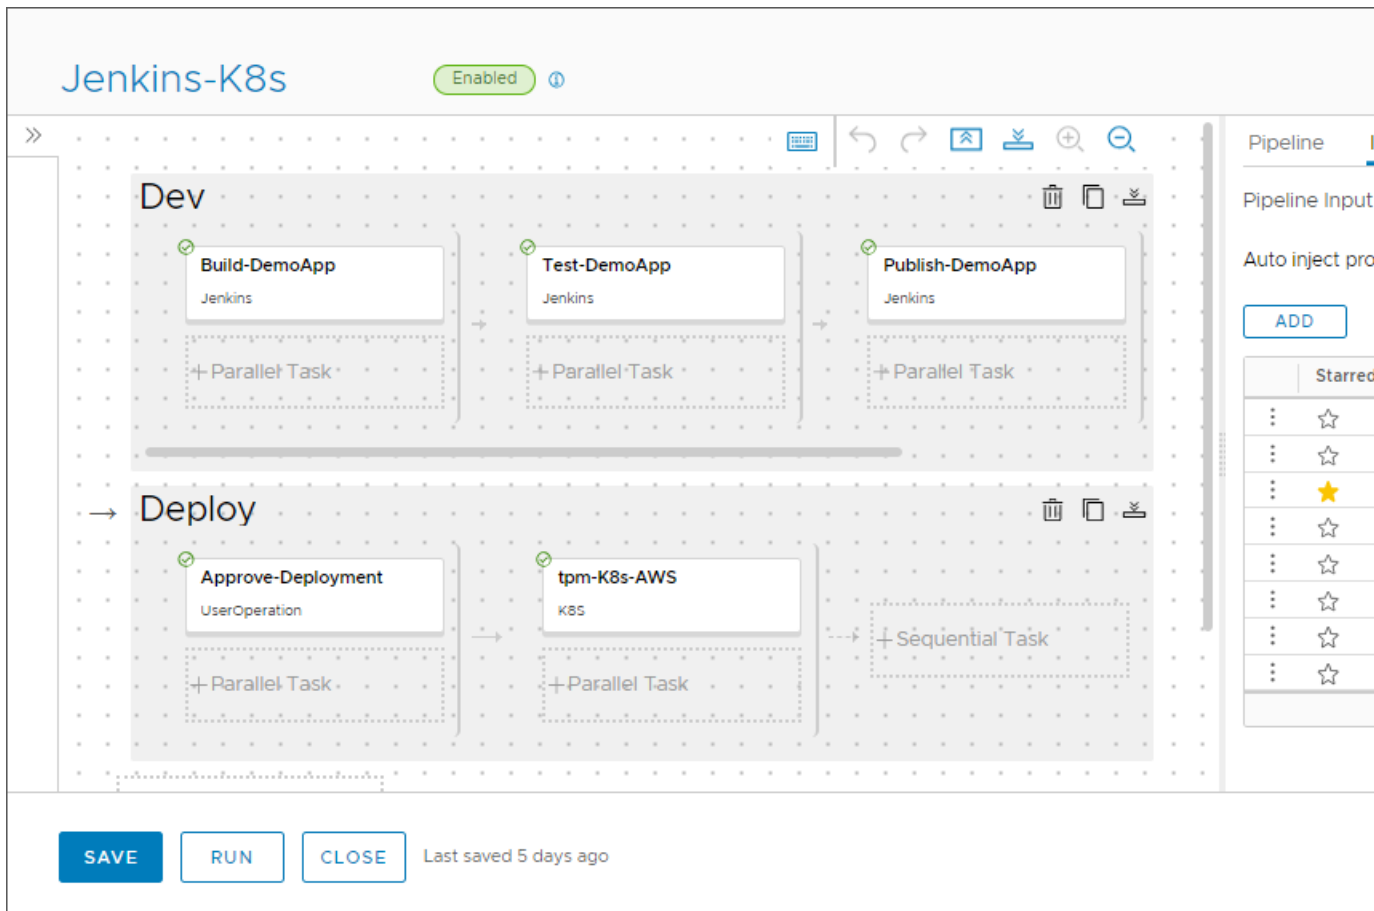 Jenkins-K8s
Enabled
Pipeline
Pipeline Input
Auto inject pro
ADD
Starred
Dev
Build-DemoApp
Jenkins
+ Parallel Task
Test-DemoApp
Jenkins
+ Parallel Task
Publish-DemoApp
Jenkins
+ Parallel Task
Deploy
Approve-Deployment
UserOperation
+ Parallel Task
tpm-K8s-AWS
K8S
+ Parallel Task
+ Sequential Task
SAVE
RUN
CLOSE
Last saved 5 days ago